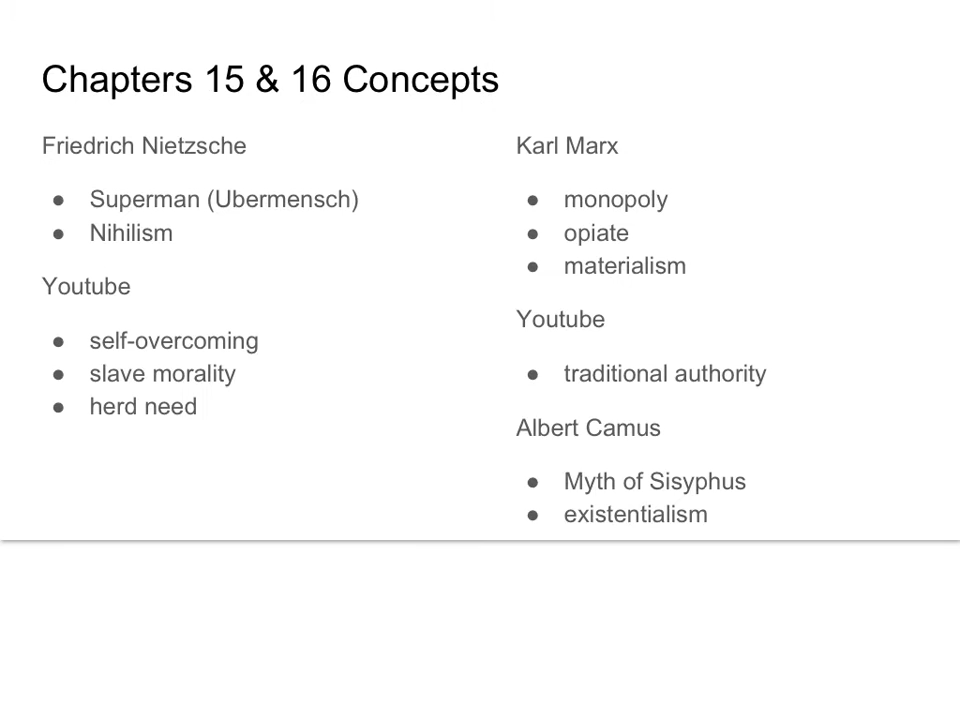 Chapters 15 & 16 Concepts
Friedrich Nietzsche
● Superman (Ubermensch)
● Nihilism
Youtube
● self-overcoming
● slave morality
● herd need
Karl Marx
● monopoly
● opiate
● materialism
Youtube
● traditional authority
Albert Camus
● Myth of Sisyphus
● existentialism